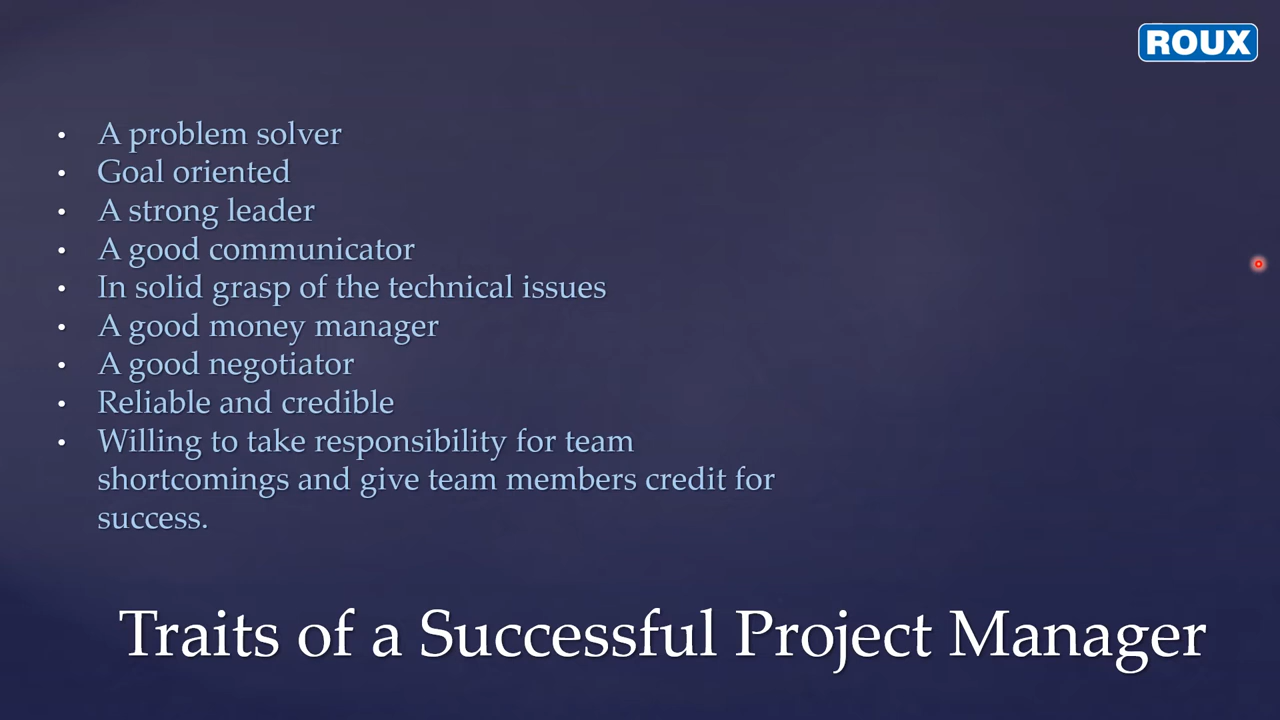 ROUX
• A problem solver
• Goal oriented
• A strong leader
• A good communicator
• In solid grasp of the technical issues
• A good money manager
• A good negotiator
• Reliable and credible
• Willing to take responsibility for team
shortcomings and give team members credit for
success.
Traits of a Successful Project Manager